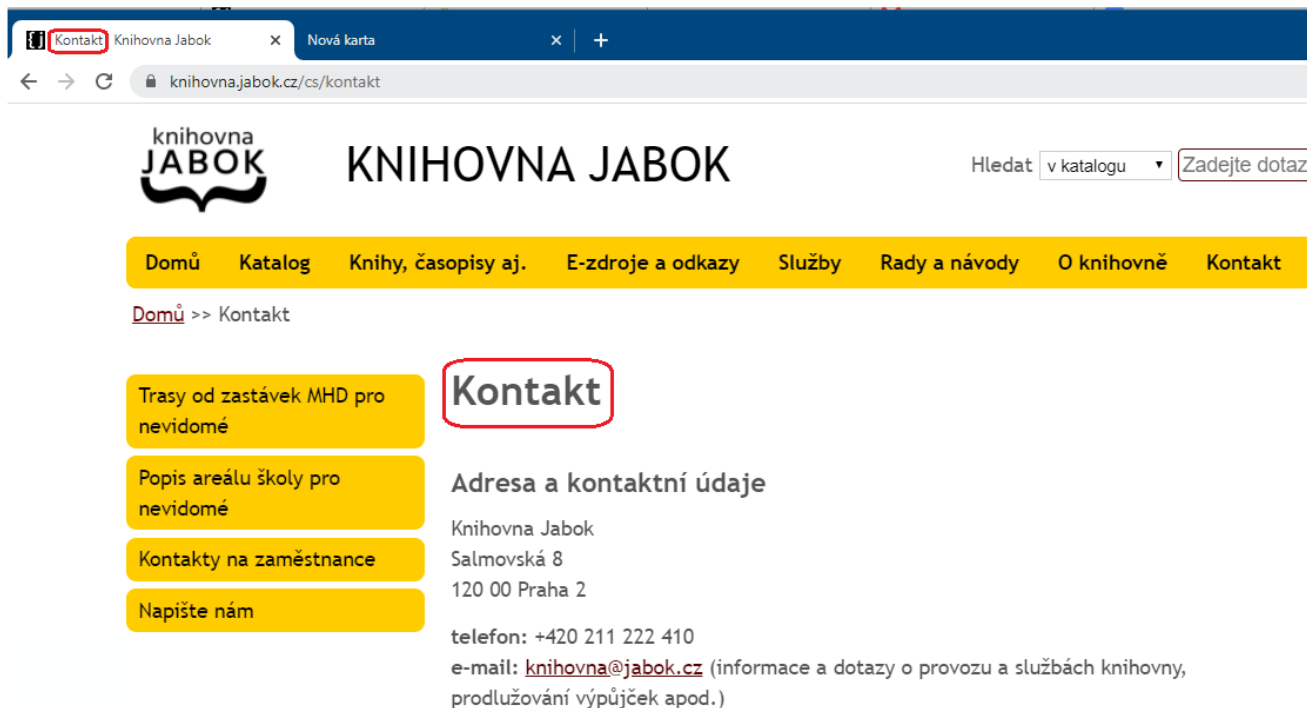 Kontakt Knihovna Jabok
Nová karta
knihovna.jabok.cz/cs/kontakt
knihovna
JABOK
KNIHOVNA JABOK
Hledat v katalogu Zadejte dotaz
Domů Katalog Knihy, časopisy aj. E-zdroje a odkazy Služby Rady a návody O knihovně Kontakt
Domů >> Kontakt
Trasy od zastávek MHD pro
nevidomé
Popis areálu školy pro
nevidomé
Kontakty na zaměstnance
Napište nám
Kontakt
Adresa a kontaktní údaje
Knihovna Jabok
Salmovská 8
120 00 Praha 2
telefon: +420 211 222 410
e-mail: knihovna@jabok.cz (informace a dotazy o provozu a službách knihovny,
prodlužování výpůjček apod.)